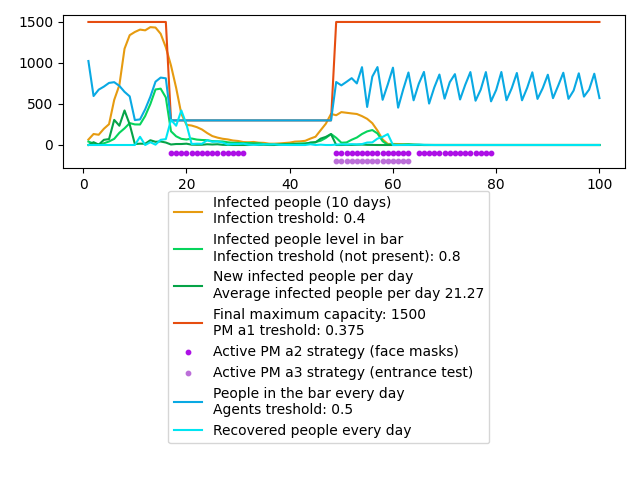 1500
1000
500
0
0 20 40 60 80 100
Infected people (10 days)
Infection treshold: 0.4
Infected people level in bar
Infection treshold (not present): 0.8
New infected people per day
Average infected people per day 21.27
Final maximum capacity: 1500
PM a1 treshold: 0.375
Active PM a2 strategy (face masks)
Active PM a3 strategy (entrance test)
People in the bar every day
Agents treshold: 0.5
Recovered people every day